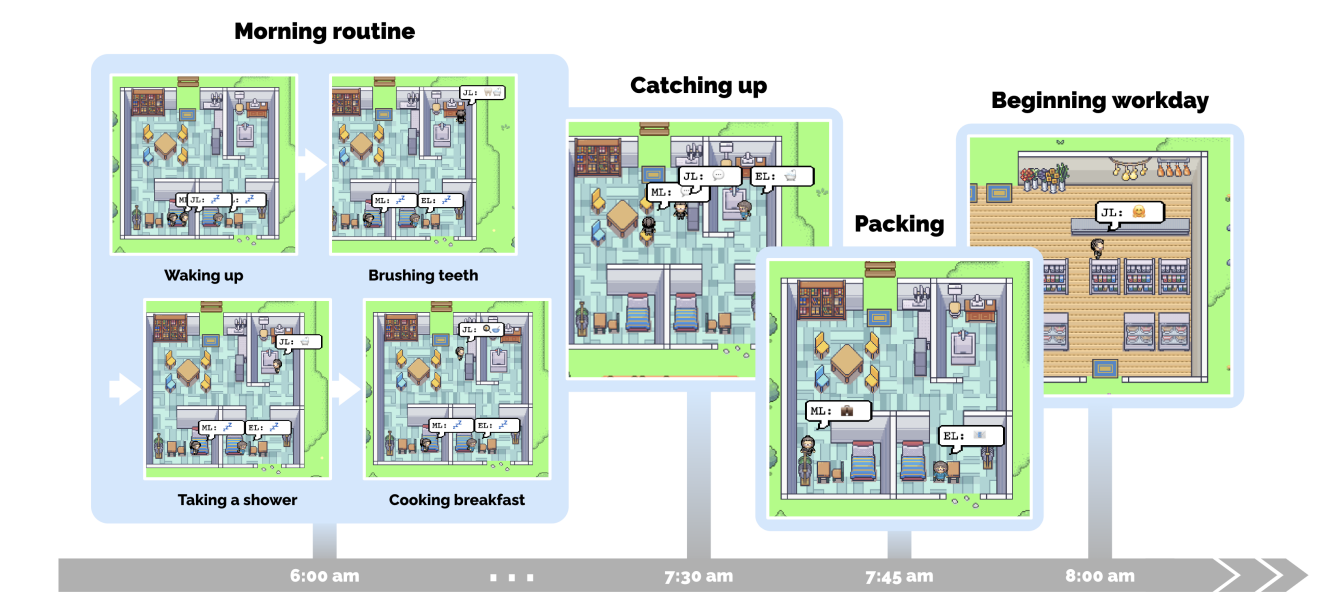 Morning routine
Catching up
Beginning workday
Packing
JL:
JL:
ML:
EL:
JL:
EL:
ML:
JL:
Waking up
Brushing teeth
JL:
JL:
ML:
EL:
ML:
EL:
ML:
EL:
Taking a shower
Cooking breakfast
6:00 am
...
7:30 am
7:45 am
8:00 am